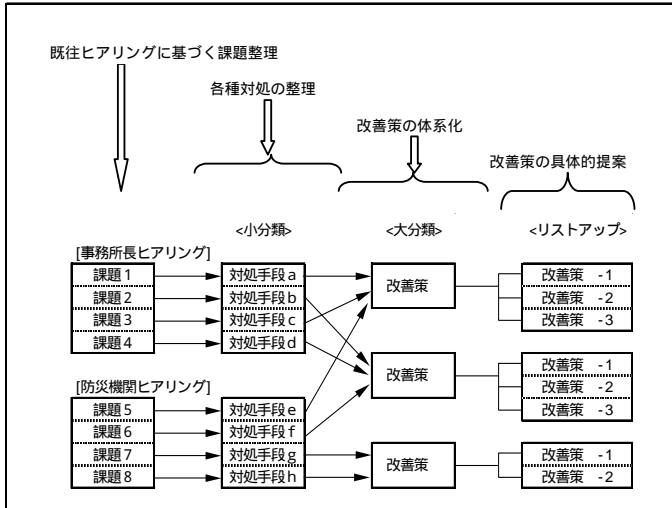 既往ヒアリングに基づく課題整理
各種対処の整理
改善策の体系化
改善策の具体的提案
<小分類>
<大分類>
<リストアップ>
[事務所長ヒアリング]
課題1
課題2
課題3
課題4
対処手段a
対処手段b
対処手段c
対処手段d
改善策
改善策 -1
改善策 -2
改善策 -3
改善策
改善策 -1
改善策 -2
改善策 -3
[防災機関ヒアリング]
課題5
課題6
課題7
課題8
対処手段e
対処手段f
対処手段g
対処手段h
改善策
改善策 -1
改善策 -2